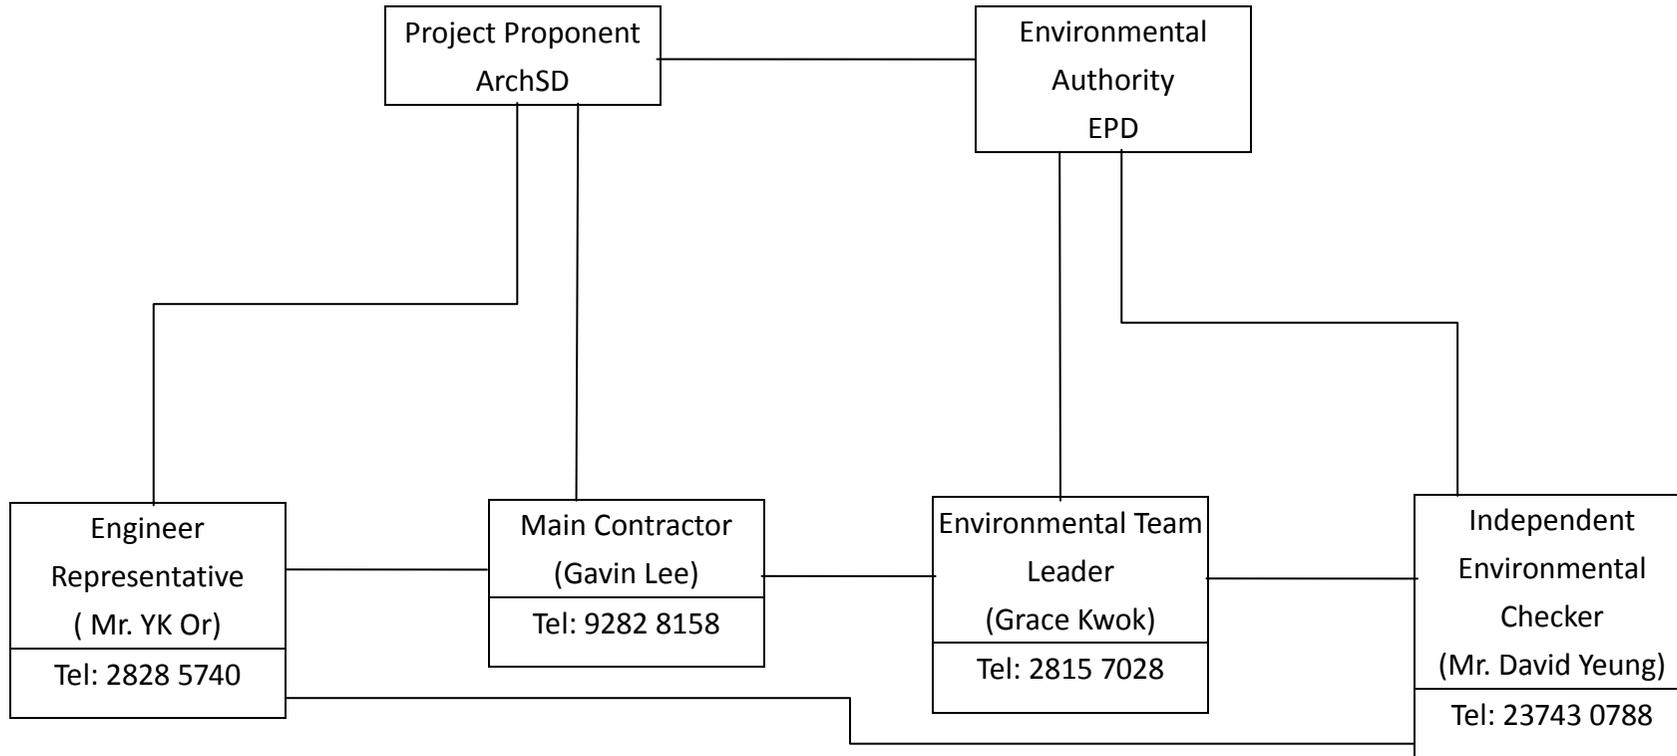 Project Proponent
ArchSD
Environmental
Authority
EPD
Engineer
Representative
( Mr. YK Or)
Tel: 2828 5740
Main Contractor
(Gavin Lee)
Tel: 9282 8158
Environmental Team
Leader
(Grace Kwok)
Tel: 2815 7028
Independent
Environmental
Checker
(Mr. David Yeung)
Tel: 23743 0788